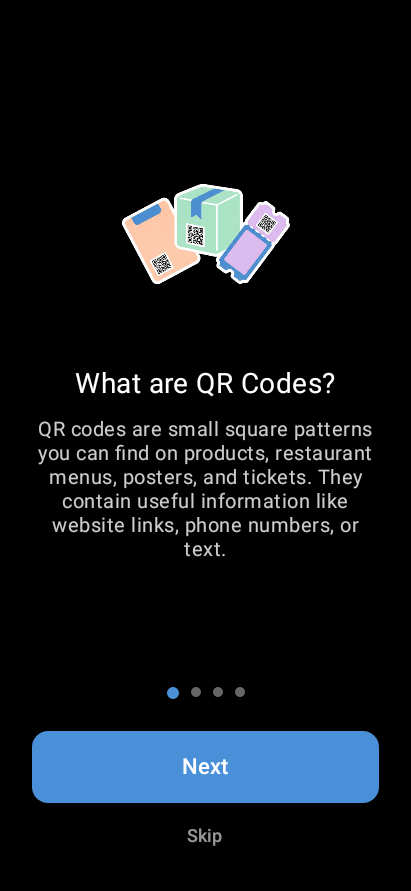 What are QR Codes?
QR codes are small square patterns
you can find on products, restaurant
menus, posters, and tickets. They
contain useful information like
website links, phone numbers, or
text.
Next
Skip